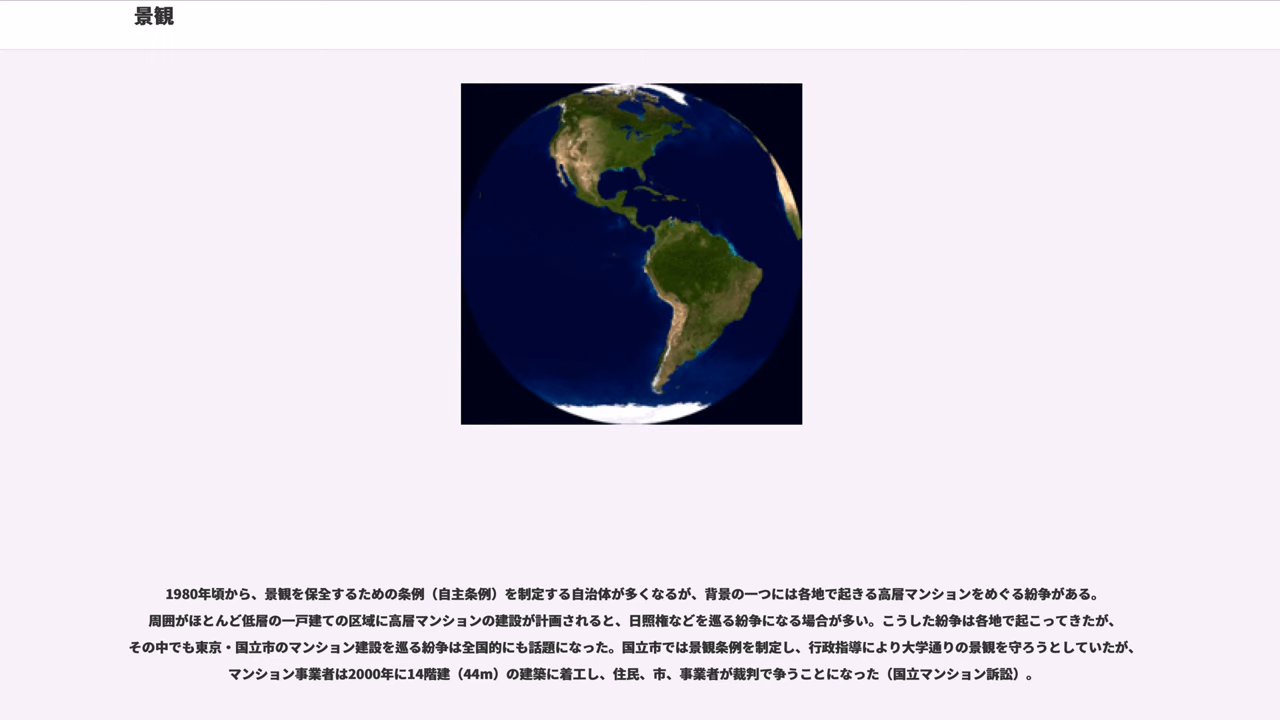 景観
1980年頃から、景観を保全するための条例（自主条例）を制定する自治体が多くなるが、背景の一つには各地で起きる高層マンションをめぐる紛争がある。
周囲がほとんど低層の一戸建ての区域に高層マンションの建設が計画されると、日照権などを巡る紛争になる場合が多い。こうした紛争は各地で起こってきたが、
その中でも東京・国立市のマンション建設を巡る紛争は全国的にも話題になった。国立市では景観条例を制定し、行政指導により大学通りの景観を守ろうとしていたが、
マンション事業者は2000年に14階建（44m）の建築に着工し、住民、市、事業者が裁判で争うことになった（国立マンション訴訟）。